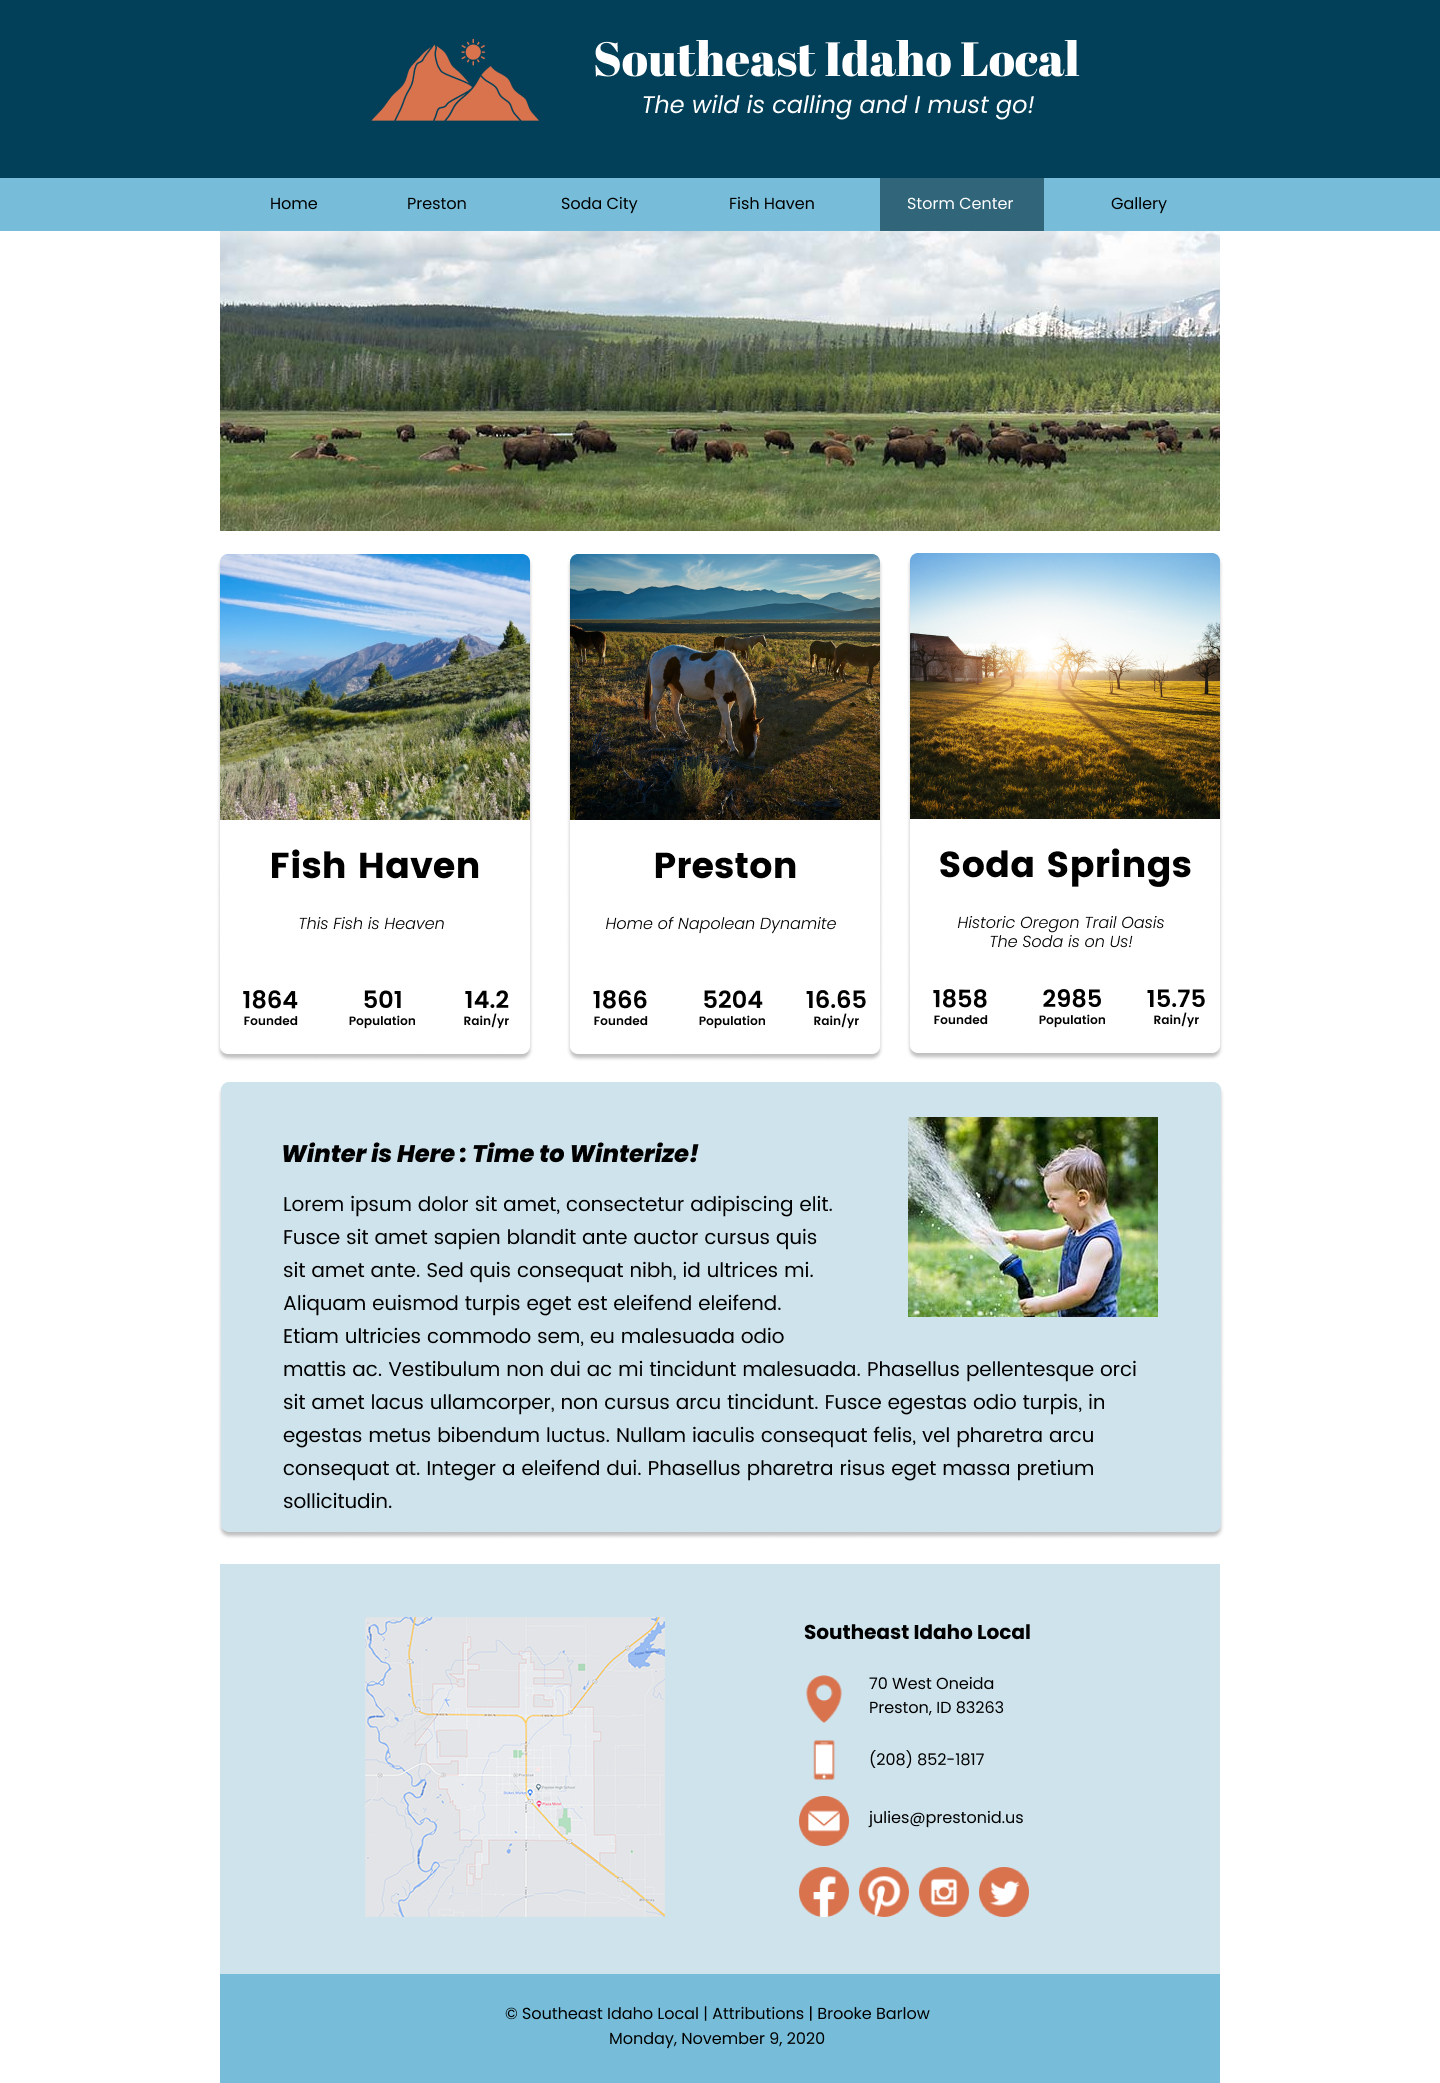 Southeast Idaho Local
The wild is calling and I must go!
Home
Preston
Soda City
Fish Haven
Storm Center
Gallery
Fish Haven
This Fish is Heaven
1864
Founded
501
Population
14.2
Rain/yr
Preston
Home of Napolean Dynamite
1866
Founded
5204
Population
16.65
Rain/yr
Soda Springs
Historic Oregon Trail Oasis
The Soda is on Us!
1858
Founded
2985
Population
15.75
Rain/yr
Winter is Here : Time to Winterize!
Lorem ipsum dolor sit amet, consectetur adipiscing elit.
Fusce sit amet sapien blandit ante auctor cursus quis
sit amet ante. Sed quis consequat nibh, id ultrices mi.
Aliquam euismod turpis eget est eleifend eleifend.
Etiam ultricies commodo sem, eu malesuada odio
mattis ac. Vestibulum non dui ac mi tincidunt malesuada. Phasellus pellentesque orci
sit amet lacus ullamcorper, non cursus arcu tincidunt. Fusce egestas odio turpis, in
egestas metus bibendum luctus. Nullam iaculis consequat felis, vel pharetra arcu
consequat at. Integer a eleifend dui. Phasellus pharetra risus eget massa pretium
sollicitudin.
Southeast Idaho Local
70 West Oneida
Preston, ID 83263
(208) 852-1817
julies@prestonid.us
© Southeast Idaho Local | Attributions | Brooke Barlow
Monday, November 9, 2020